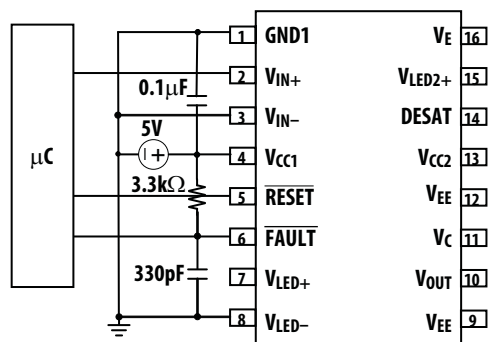 μC
0.1μF
5V
3.3kΩ
330pF
1 GND1
2 VIN+
3 VIN–
4 VCC1
5 RESET
6 FAULT
7 VLED+
8 VLED–
VE 16
VLED2+ 15
DESAT 14
VCC2 13
VEE 12
VC 11
VOUT 10
VEE 9